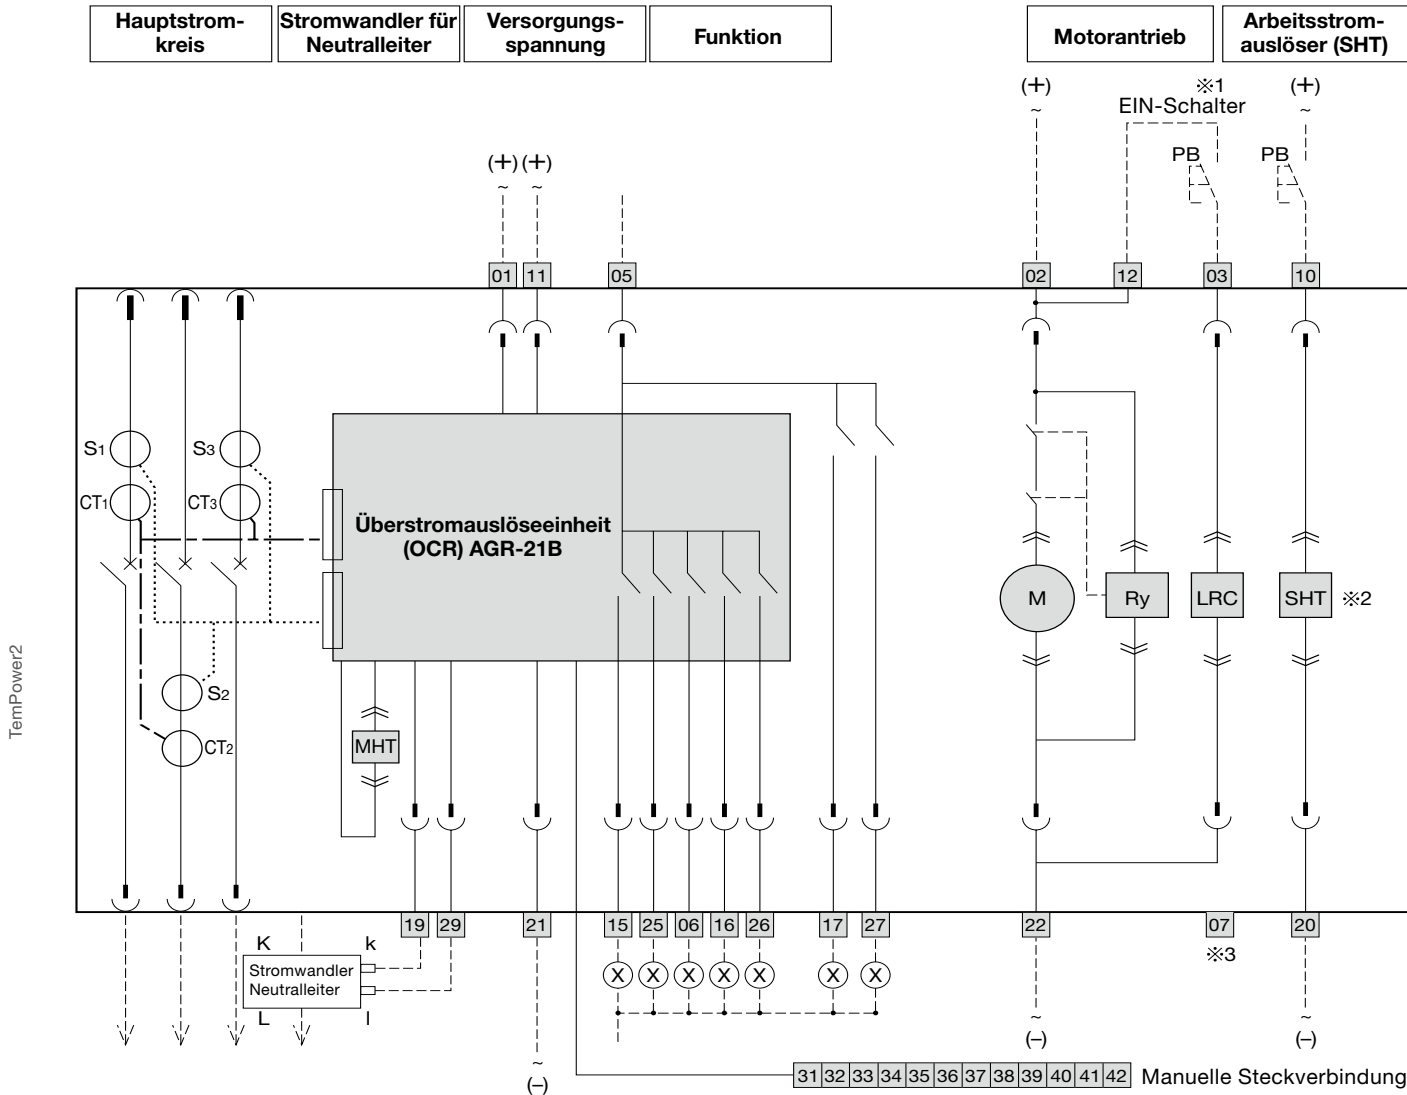 Hauptstrom-
kreis
Stromwandler für
Neutralleiter
Versorgungs-
spannung
Funktion
Motorantrieb
Arbeitsstrom-
auslöser (SHT)
(+) ※1 (+)
~ EIN-Schalter ~
PB PB
(+) (+)
~ ~
01 11 05 02 12 03 10
S1 S3
CT1 CT3
Überstromauslöseeinheit
(OCR) AGR-21B
M Ry LRC SHT ※2
TemPower2
S2
CT2 MHT
19 29 21 15 25 06 16 26 17 27 22 07 20
K k ※3
Stromwandler
Neutralleiter
L l
X X X X X X X
~ ~ ~
(–) (–) (–)
31 32 33 34 35 36 37 38 39 40 41 42 Manuelle Steckverbindung